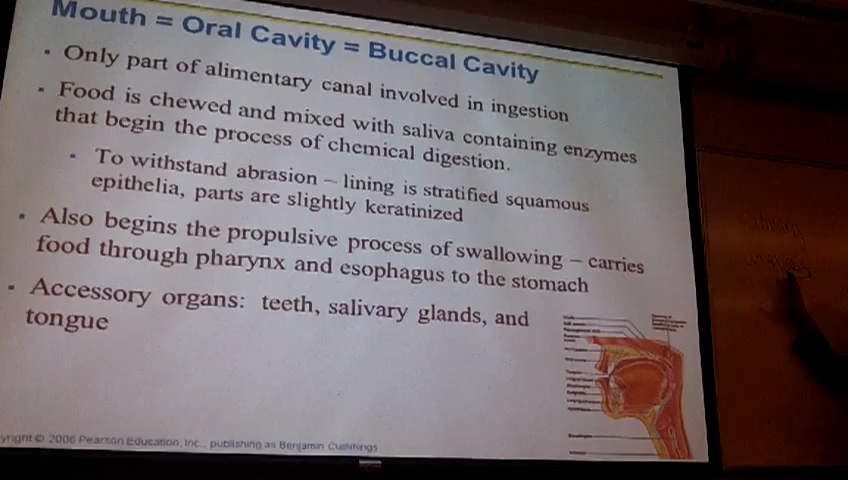 Mouth = Oral Cavity = Buccal Cavity
Only part of alimentary canal involved in ingestion
Food is chewed and mixed with saliva containing enzymes
that begin the process of chemical digestion.
To withstand abrasion – lining is stratified squamous
epithelia, parts are slightly keratinized
Also begins the propulsive process of swallowing – carries
food through pharynx and esophagus to the stomach
Accessory organs: teeth, salivary glands, and
tongue
yright © 2006 Pearson Education, Inc., publishing as Benjamin Cummings